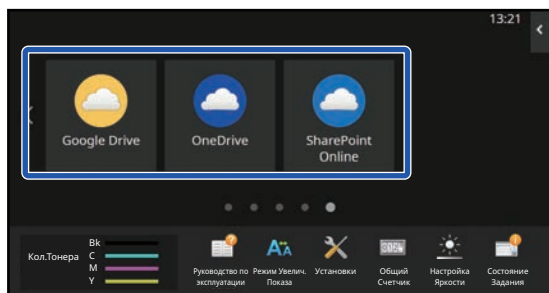 13:21
Google Drive
OneDrive
SharePoint
Online
Кол.Тонера
Bk
C
M
Y
Руководство по
эксплуатации
Режим Увелич.
Показа
Установки
Общий
Счетчик
Настройка
Яркости
Состояние
Задания